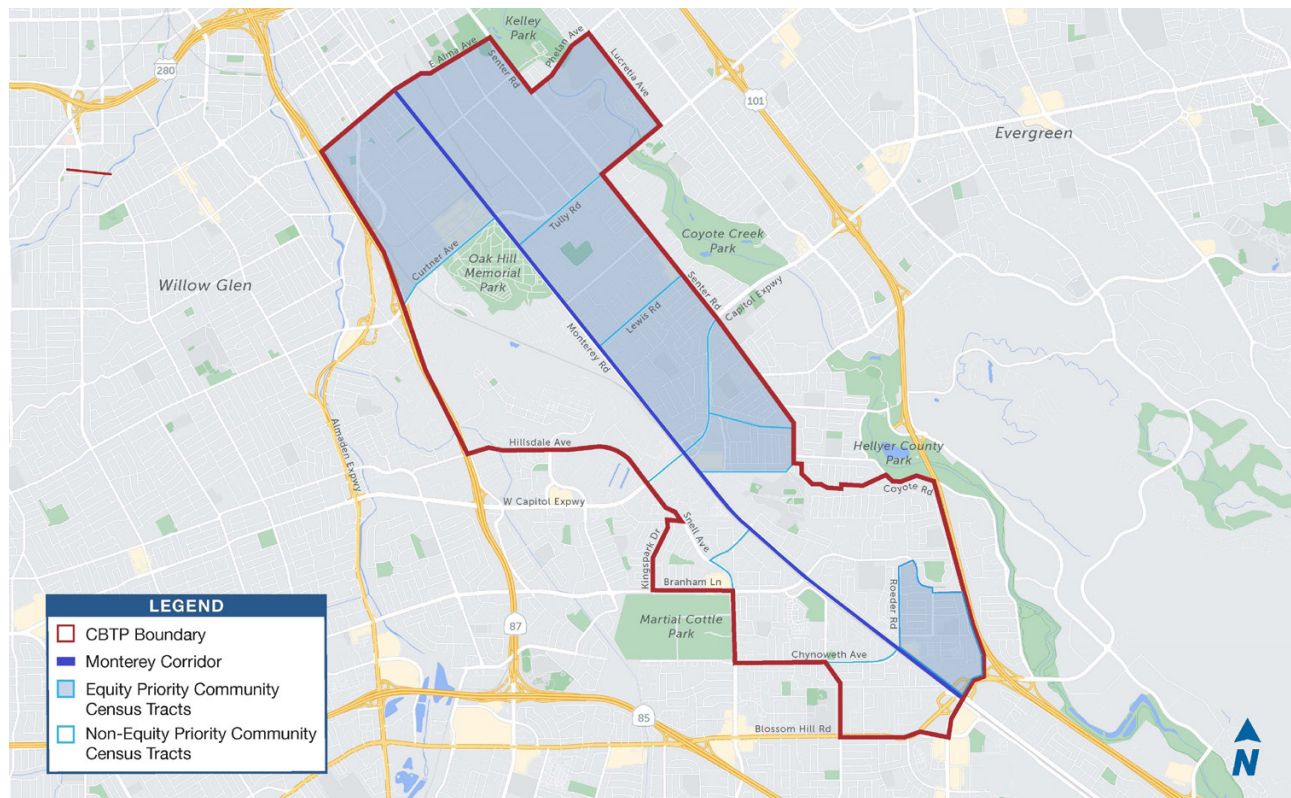 Kelley
Park
E Alma Ave
Senter Rd
Phelan Ave
Lucretia Ave
280
101
Evergreen
Tully Rd
Coyote Creek
Park
Curtner Ave
Oak Hill
Memorial
Park
Willow Glen
Senter Rd
Capitol Expwy
Lewis Rd
Monterey Rd
Almaden Expwy
Hillsdale Ave
Hellyer County
Park
Coyote Rd
W Capitol Expwy
Snell Ave
Kingspark Dr
Branham Ln
Roeder Rd
Martial Cottle
Park
87
Chynoweth Ave
85
Blossom Hill Rd
LEGEND
CBTP Boundary
Monterey Corridor
Equity Priority Community
Census Tracts
Non-Equity Priority Community
Census Tracts
N